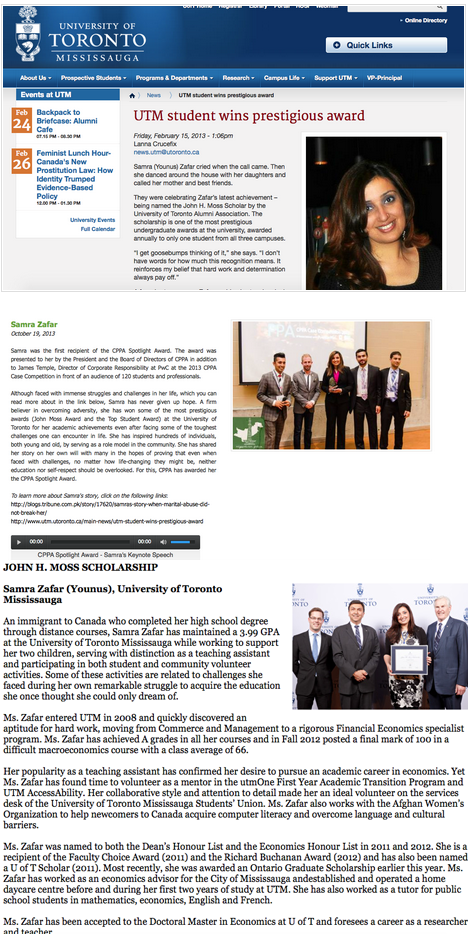 UNIVERSITY OF
TORONTO
MISSISSAUGA
Registrar Library Portal News Webmail
Online Directory
Quick Links
About Us Prospective Students Programs & Departments Research Campus Life Support UTM VP-Principal
Events at UTM
News UTM student wins prestigious award
Feb
24
Backpack to
Briefcase: Alumni
Cafe
07:15 PM - 08:30 PM
Feb
26
Feminist Lunch Hour-
Canada's New
Prostitution Law: How
Identity Trumped
Evidence-Based
Policy
12:00 PM - 01:30 PM
University Events
Full Calendar
UTM student wins prestigious award
Friday, February 15, 2013 - 1:06pm
Lanna Crucefix
news.utm@utoronto.ca
Samra (Younus) Zafar cried when the call came. Then
she danced around the house with her daughters and
called her mother and best friends.
They were celebrating Zafar's latest achievement –
being named the John H. Moss Scholar by the
University of Toronto Alumni Association. The
scholarship is one of the most prestigious
undergraduate awards at the university, awarded
annually to only one student from all three campuses.
"I get goosebumps thinking of it," she says. "I don't
have words for how much this recognition means. It
reinforces my belief that hard work and determination
always pay off."
Samra Zafar
October 19, 2013
Samra was the first recipient of the CPPA Spotlight Award. The award was
presented to her by the President and the Board of Directors of CPPA in addition
to James Temple, Director of Corporate Responsiblity at PwC at the 2013 CPPA
Case Competition in front of an audience of 120 students and professionals.
Although faced with immense struggles and challenges in her life, which you can
read more about in the link below, Samra has never given up hope. A firm
believer in overcoming adversity, she has won some of the most prestigious
awards (John Moss Award and the Top Student Award) at the University of
Toronto for her academic achievements even after facing some of the toughest
challenges one can encounter in life. She has inspired hundreds of individuals,
both young and old, by serving as a role model in the community. She has shared
her story on her own will with many in the hopes of proving that even when
faced with challenges, no matter how life-changing they might be, neither
education nor self-respect should be overlooked. For this, CPPA has awarded her
the CPPA Spotlight Award.
To learn more about Samra's story, click on the following links:
http://blogs.tribune.com.pk/story/17620/samras-story-when-marital-abuse-did-
not-break-her/
http://www.utm.utoronto.ca/main-news/utm-student-wins-prestigious-award
00:00 00:00
CPPA Spotlight Award - Samra's Keynote Speech
JOHN H. MOSS SCHOLARSHIP
Samra Zafar (Younus), University of Toronto
Mississauga
An immigrant to Canada who completed her high school degree
through distance courses, Samra Zafar has maintained a 3.99 GPA
at the University of Toronto Mississauga while working to support
her two children, serving with distinction as a teaching assistant
and participating in both student and community volunteer
activities. Some of these activities are related to challenges she
faced during her own remarkable struggle to acquire the education
she once thought she could only dream of.
Ms. Zafar entered UTM in 2008 and quickly discovered an
aptitude for hard work, moving from Commerce and Management to a rigorous Financial Economics specialist
program. Ms. Zafar has achieved A grades in all her courses and in Fall 2012 posted a final mark of 100 in a
difficult macroeconomics course with a class average of 66.
Her popularity as a teaching assistant has confirmed her desire to pursue an academic career in economics. Yet
Ms. Zafar has found time to volunteer as a mentor in the utmOne First Year Academic Transition Program and
UTM AccessAbility. Her collaborative style and attention to detail made her an ideal volunteer on the services
desk of the University of Toronto Mississauga Students' Union. Ms. Zafar also works with the Afghan Women's
Organization to help newcomers to Canada acquire computer literacy and overcome language and cultural
barriers.
Ms. Zafar was named to both the Dean's Honour List and the Economics Honour List in 2011 and 2012. She is a
recipient of the Faculty Choice Award (2011) and the Richard Buchanan Award (2012) and has also been named
a U of T Scholar (2011). Most recently, she was awarded an Ontario Graduate Scholarship earlier this year. Ms.
Zafar has worked as an economics advisor for the City of Mississauga andestablished and operated a home
daycare centre before and during her first two years of study at UTM. She has also worked as a tutor for public
school students in mathematics, economics, English and French.
Ms. Zafar has been accepted to the Doctoral Master in Economics at U of T and foresees a career as a researcher
and teacher